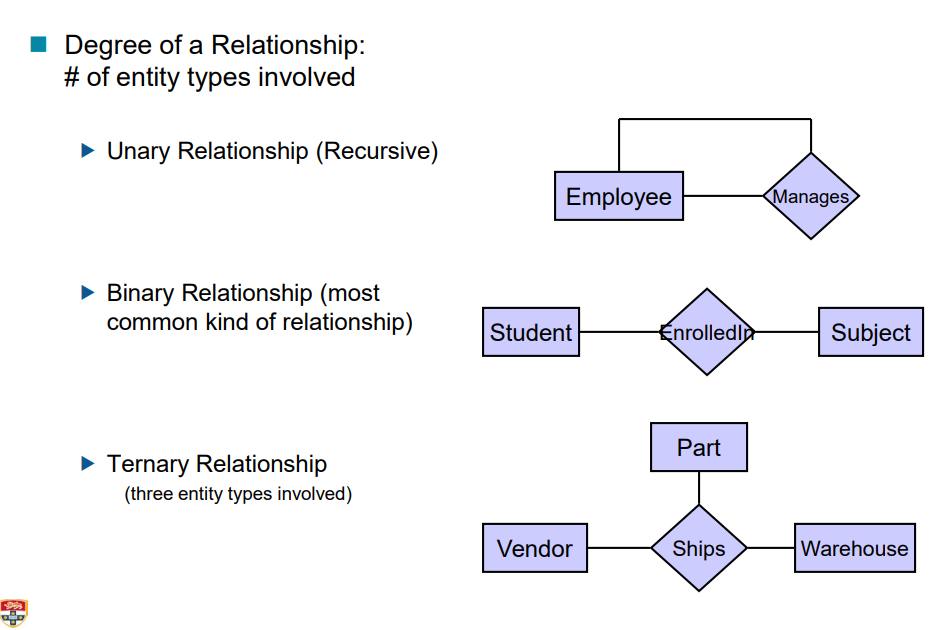 Degree of a Relationship:
# of entity types involved
Unary Relationship (Recursive)
Employee
Manages
Binary Relationship (most
common kind of relationship)
Student
EnrolledIn
Subject
Ternary Relationship
(three entity types involved)
Part
Vendor
Ships
Warehouse